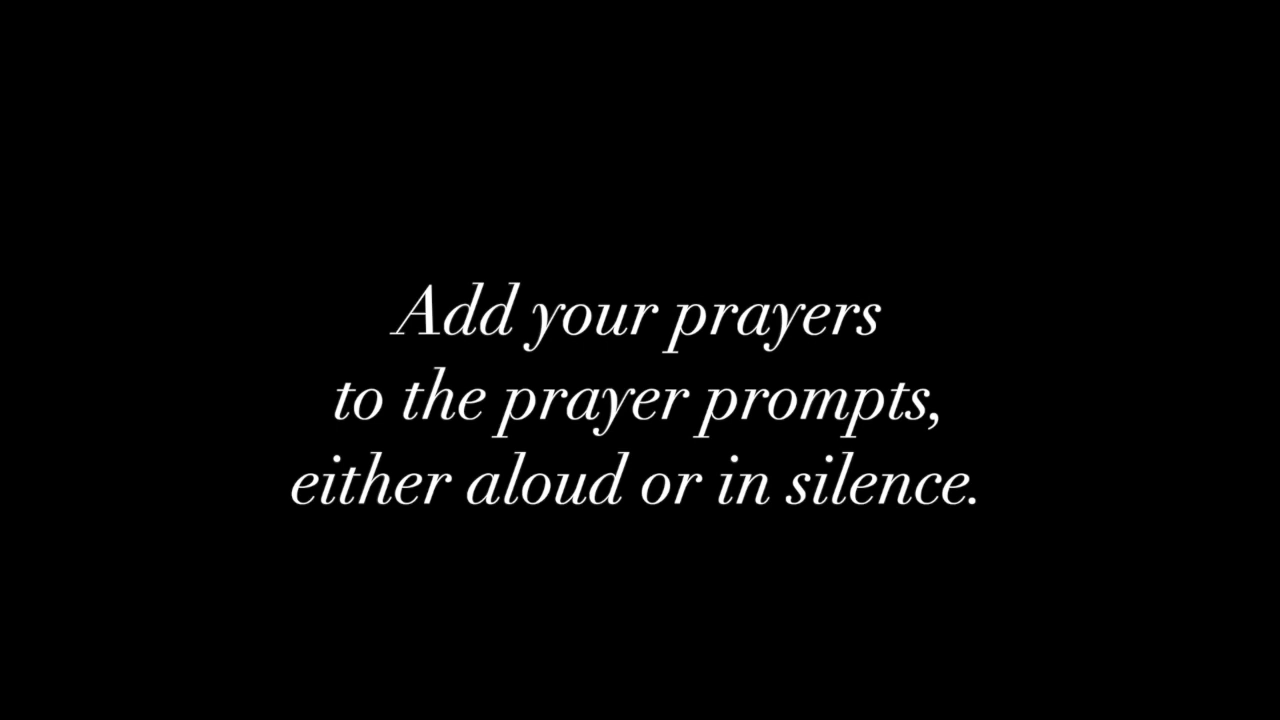 Add your prayers
to the prayer prompts,
either aloud or in silence.